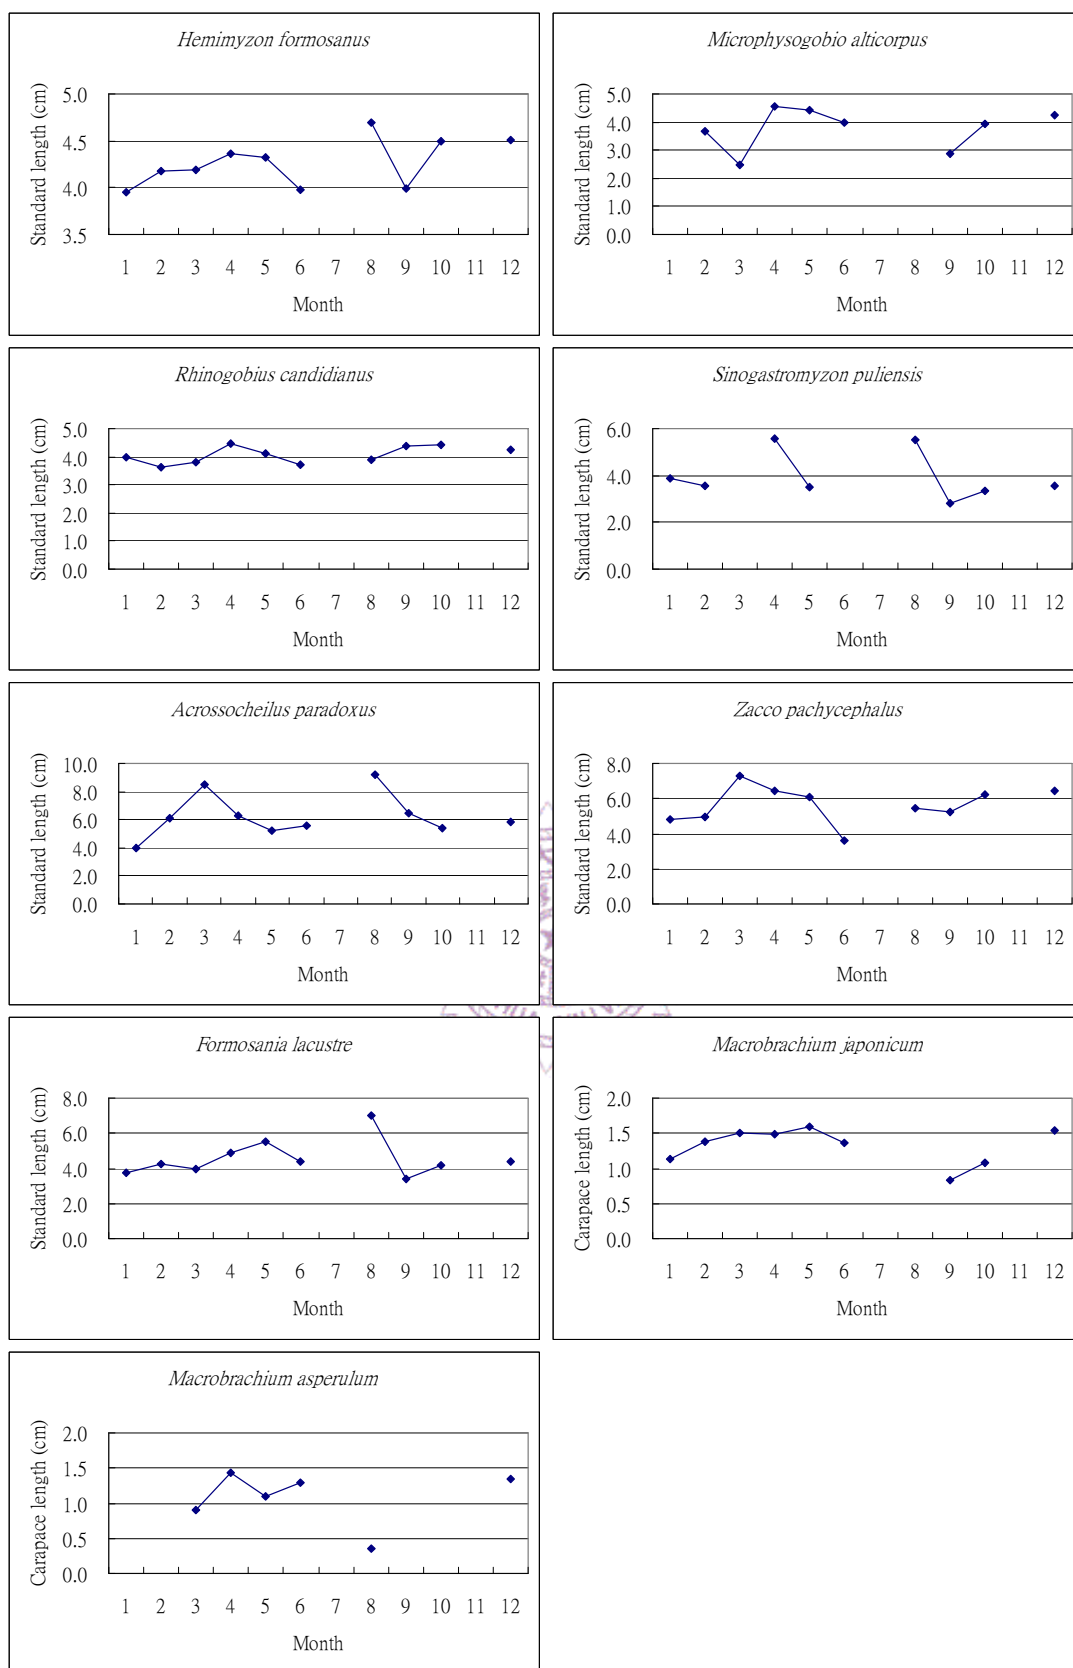 Hemimyzon formosanus
Standard length (cm)
5.0
4.5
4.0
3.5
1 2 3 4 5 6 7 8 9 10 11 12
Month
Microphysogobio alticorpus
Standard length (cm)
5.0
4.0
3.0
2.0
1.0
0.0
1 2 3 4 5 6 7 8 9 10 11 12
Month
Rhinogobius candidianus
Standard length (cm)
5.0
4.0
3.0
2.0
1.0
0.0
1 2 3 4 5 6 7 8 9 10 11 12
Month
Sinogastromyzon puliensis
Standard length (cm)
6.0
4.0
2.0
0.0
1 2 3 4 5 6 7 8 9 10 11 12
Month
Acrossocheilus paradoxus
Standard length (cm)
10.0
8.0
6.0
4.0
2.0
0.0
1 2 3 4 5 6 7 8 9 10 11 12
Month
Zacco pachycephalus
Standard length (cm)
8.0
6.0
4.0
2.0
0.0
1 2 3 4 5 6 7 8 9 10 11 12
Month
Formosania lacustre
Standard length (cm)
8.0
6.0
4.0
2.0
0.0
1 2 3 4 5 6 7 8 9 10 11 12
Month
Macrobrachium japonicum
Carapace length (cm)
2.0
1.5
1.0
0.5
0.0
1 2 3 4 5 6 7 8 9 10 11 12
Month
Macrobrachium asperulum
Carapace length (cm)
2.0
1.5
1.0
0.5
0.0
1 2 3 4 5 6 7 8 9 10 11 12
Month